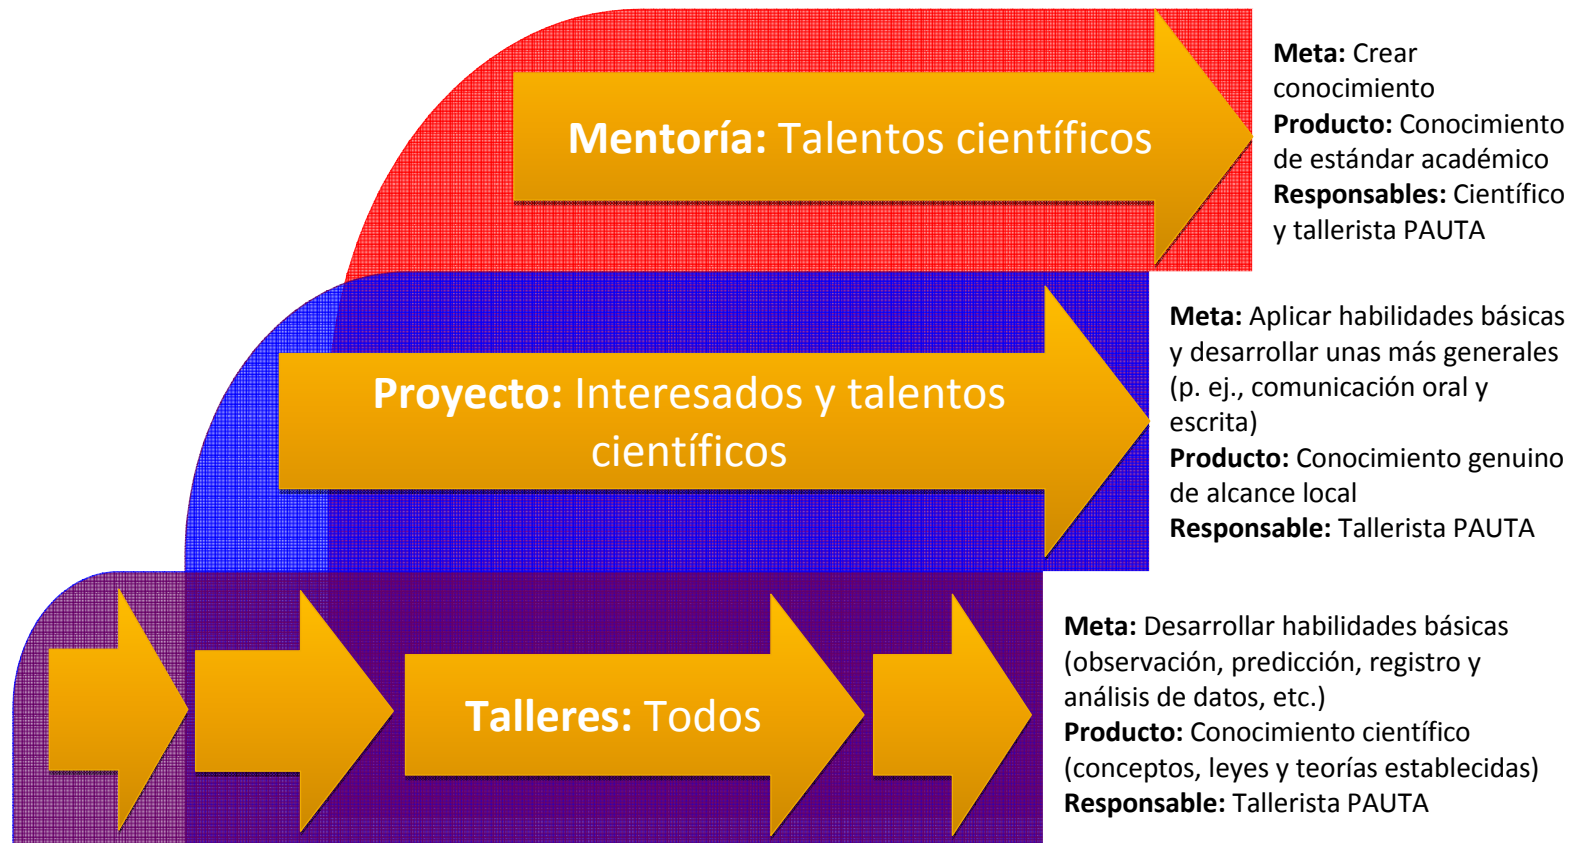 Mentoría: Talentos científicos
Meta: Crear
conocimiento
Producto: Conocimiento
de estándar académico
Responsables: Científico
y tallerista PAUTA
Proyecto: Interesados y talentos
científicos
Meta: Aplicar habilidades básicas
y desarrollar unas más generales
(p. ej., comunicación oral y
escrita)
Producto: Conocimiento genuino
de alcance local
Responsable: Tallerista PAUTA
Talleres: Todos
Meta: Desarrollar habilidades básicas
(observación, predicción, registro y
análisis de datos, etc.)
Producto: Conocimiento científico
(conceptos, leyes y teorías establecidas)
Responsable: Tallerista PAUTA